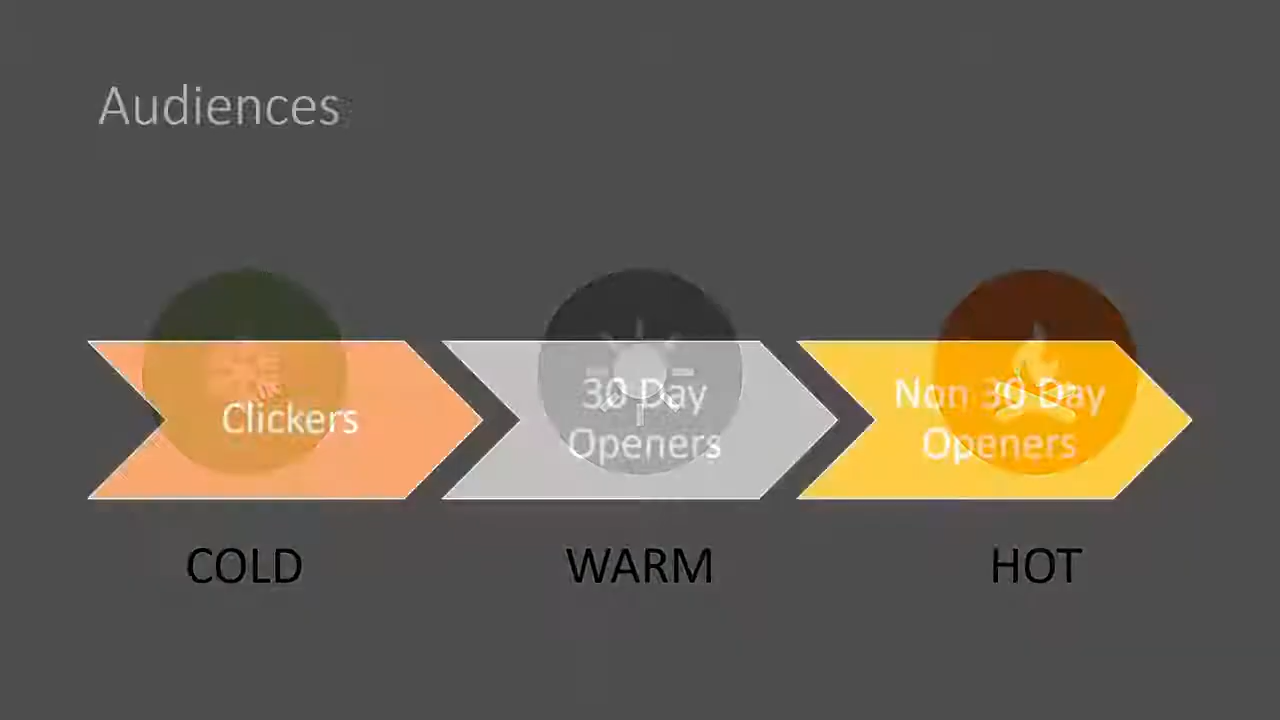 Audiences
Clickers
30 Day
Openers
Non 30 Day
Openers
COLD
WARM
HOT